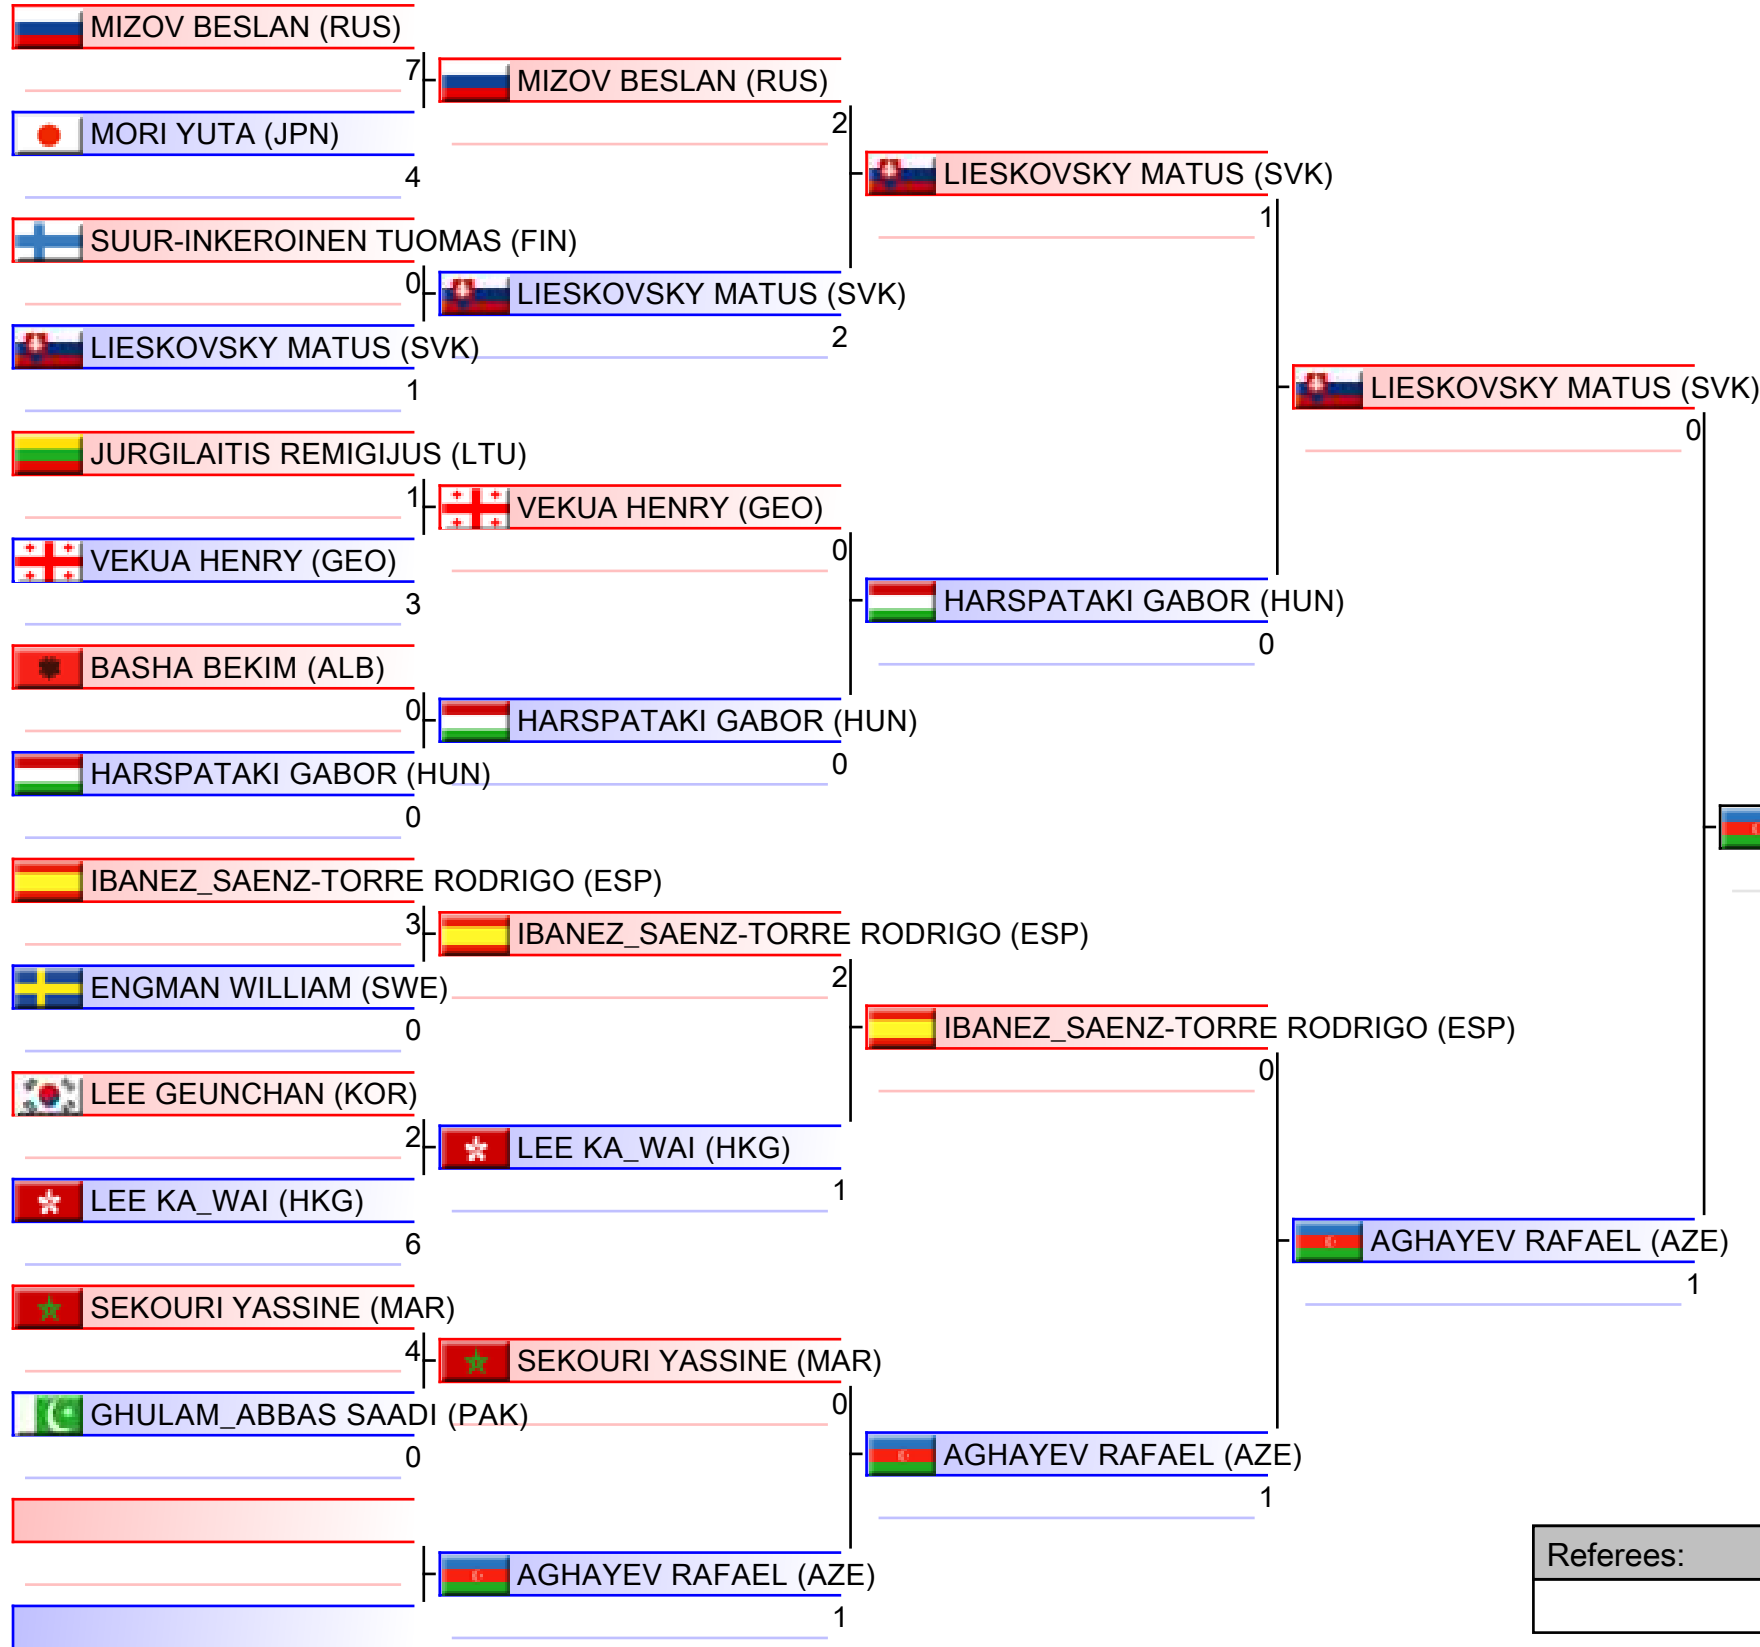 MIZOV BESLAN (RUS)
7
MIZOV BESLAN (RUS)
2
MORI YUTA (JPN)
4
LIESKOVSKY MATUS (SVK)
1
SUUR-INKEROINEN TUOMAS (FIN)
0
LIESKOVSKY MATUS (SVK)
2
LIESKOVSKY MATUS (SVK)
1
LIESKOVSKY MATUS (SVK)
0
JURGILAITIS REMIGIJUS (LTU)
1
VEKUA HENRY (GEO)
0
VEKUA HENRY (GEO)
3
HARSPATAKI GABOR (HUN)
0
BASHA BEKIM (ALB)
0
HARSPATAKI GABOR (HUN)
0
HARSPATAKI GABOR (HUN)
0
IBANEZ_SAENZ-TORRE RODRIGO (ESP)
3
IBANEZ_SAENZ-TORRE RODRIGO (ESP)
2
ENGMAN WILLIAM (SWE)
0
IBANEZ_SAENZ-TORRE RODRIGO (ESP)
0
LEE GEUNCHAN (KOR)
2
LEE KA_WAI (HKG)
1
LEE KA_WAI (HKG)
6
AGHAYEV RAFAEL (AZE)
1
SEKOURI YASSINE (MAR)
4
SEKOURI YASSINE (MAR)
0
GHULAM_ABBAS SAADI (PAK)
0
AGHAYEV RAFAEL (AZE)
1
AGHAYEV RAFAEL (AZE)
1
Referees: